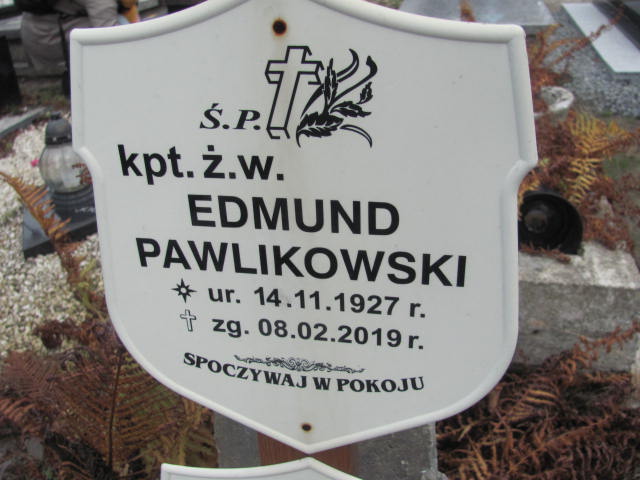 Ś.P.
kpt. ż.w.
EDMUND
PAWLIKOWSKI
ur. 14.11.1927 r.
zg. 08.02.2019 r.
SPOCZYWAJ W POKOJU